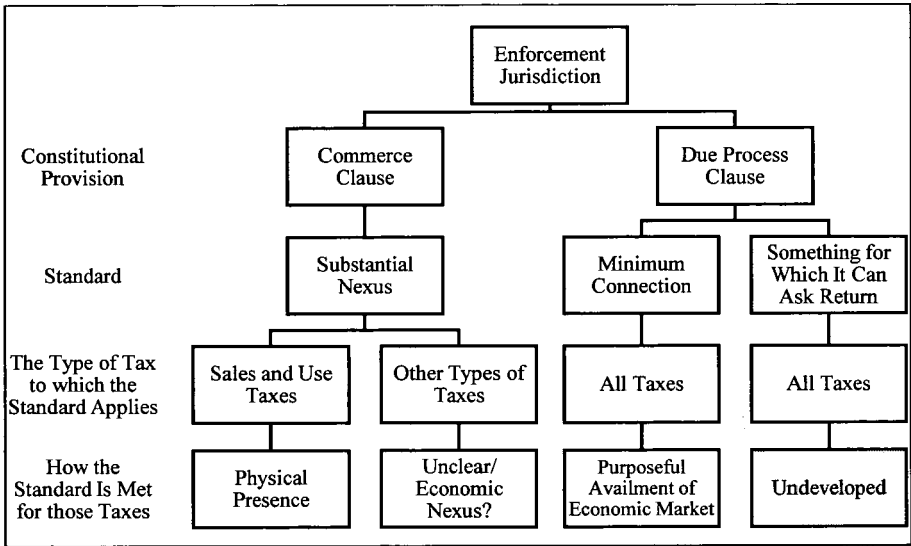 Enforcement
Jurisdiction
Constitutional
Provision
Commerce
Clause
Due Process
Clause
Standard
Substantial
Nexus
Minimum
Connection
Something for
Which It Can
Ask Return
The Type of Tax
to which the
Standard Applies
Sales and Use
Taxes
Other Types of
Taxes
All Taxes
All Taxes
How the
Standard Is Met
for those Taxes
Physical
Presence
Unclear/
Economic
Nexus?
Purposeful
Availment of
Economic Market
Undeveloped